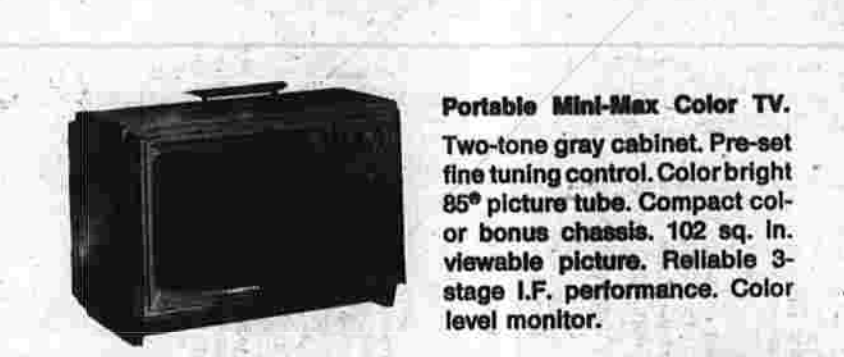 Portable Mini-Max Color TV.
Two-tone gray cabinet. Pre-set
fine tuning control. Color bright
85® picture tube. Compact col-
or bonus chassis. 102 sq. in.
viewable picture. Reliable 3-
stage I.F. performance. Color
level monitor.